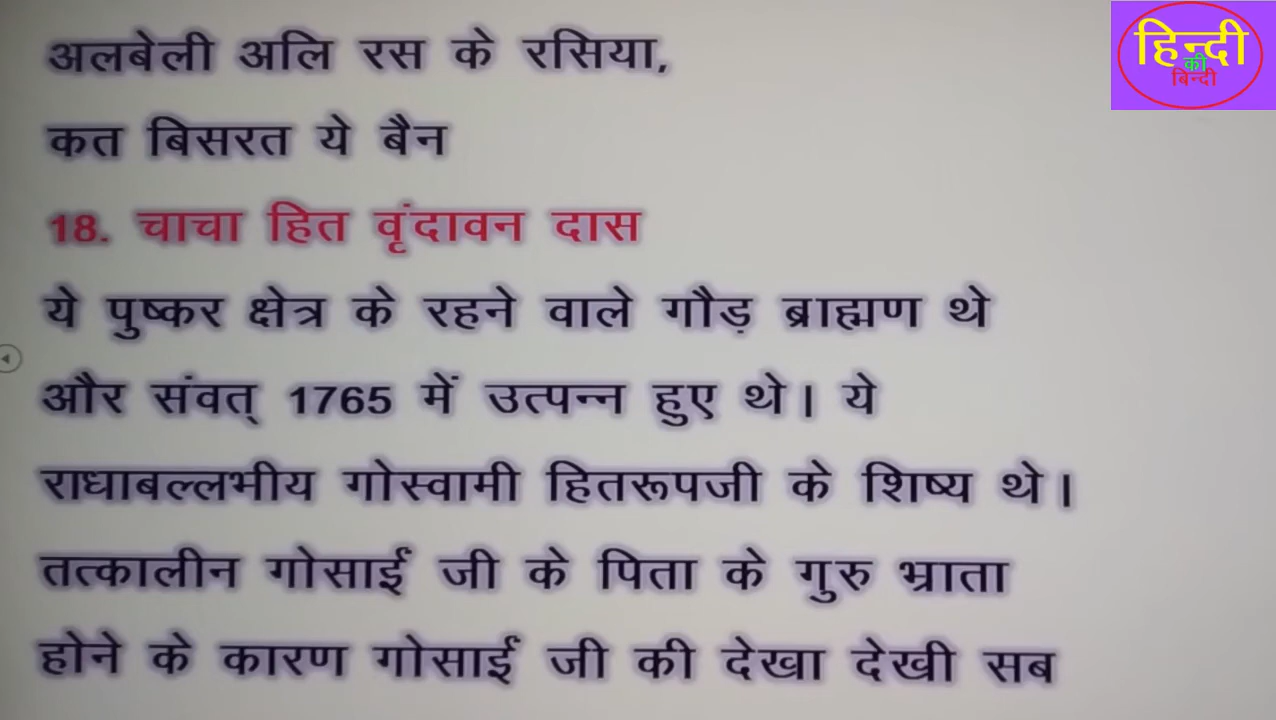 अलबेली अलि रस के रसिया,
कत बिसरत ये बैन
18. चाचा हित वृंदावन दास
ये पुष्कर क्षेत्र के रहने वाले गौड़ ब्राह्मण थे
और संवत् 1765 में उत्पन्न हुए थे। ये
राधाबल्लभीय गोस्वामी हितरूपजी के शिष्य थे।
तत्कालीन गोसाईं जी के पिता के गुरु भ्राता
होने के कारण गोसाईं जी की देखा देखी सब
हिन्दी
की
बिन्दी